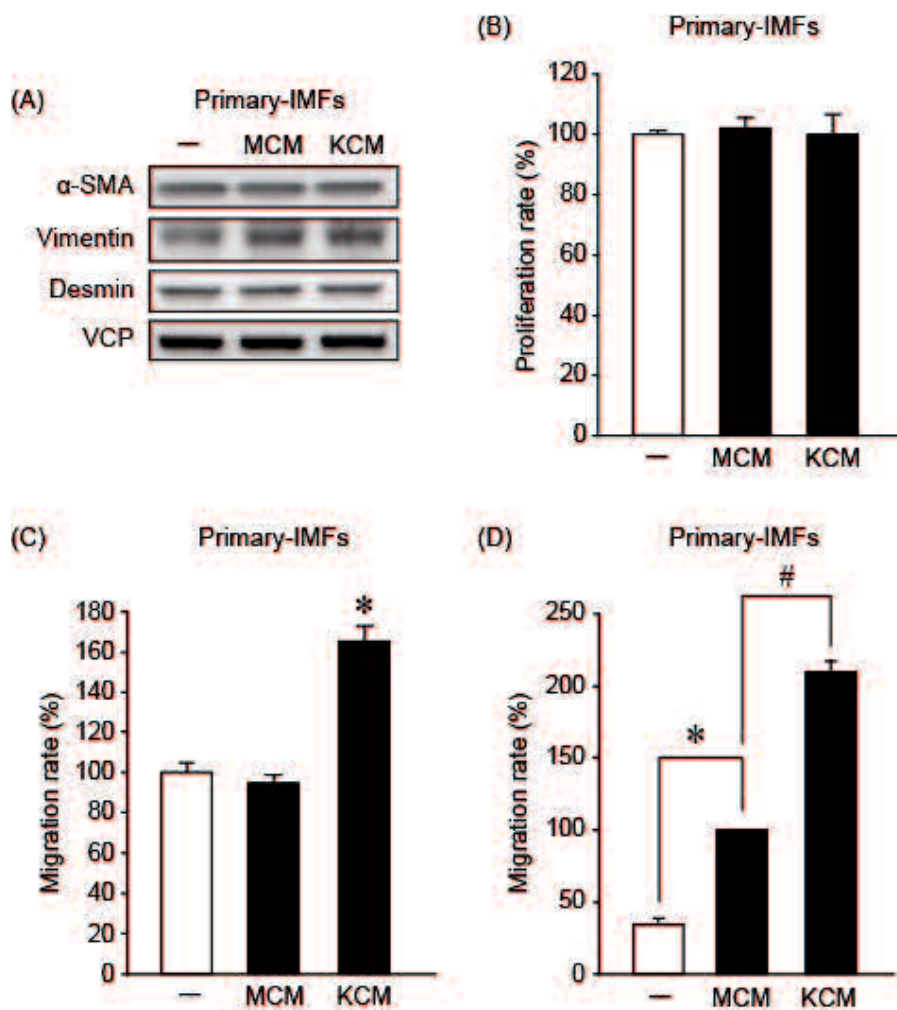 (A) Primary-IMFs
— MCM KCM
α-SMA
Vimentin
Desmin
VCP
(B) Primary-IMFs
Proliferation rate (%)
120
100
80
60
40
20
0
— MCM KCM
(C) Primary-IMFs
Migration rate (%)
180
160
140
120
100
80
60
40
20
0
*
— MCM KCM
(D) Primary-IMFs
Migration rate (%)
250
200
150
100
50
0
*
#
— MCM KCM